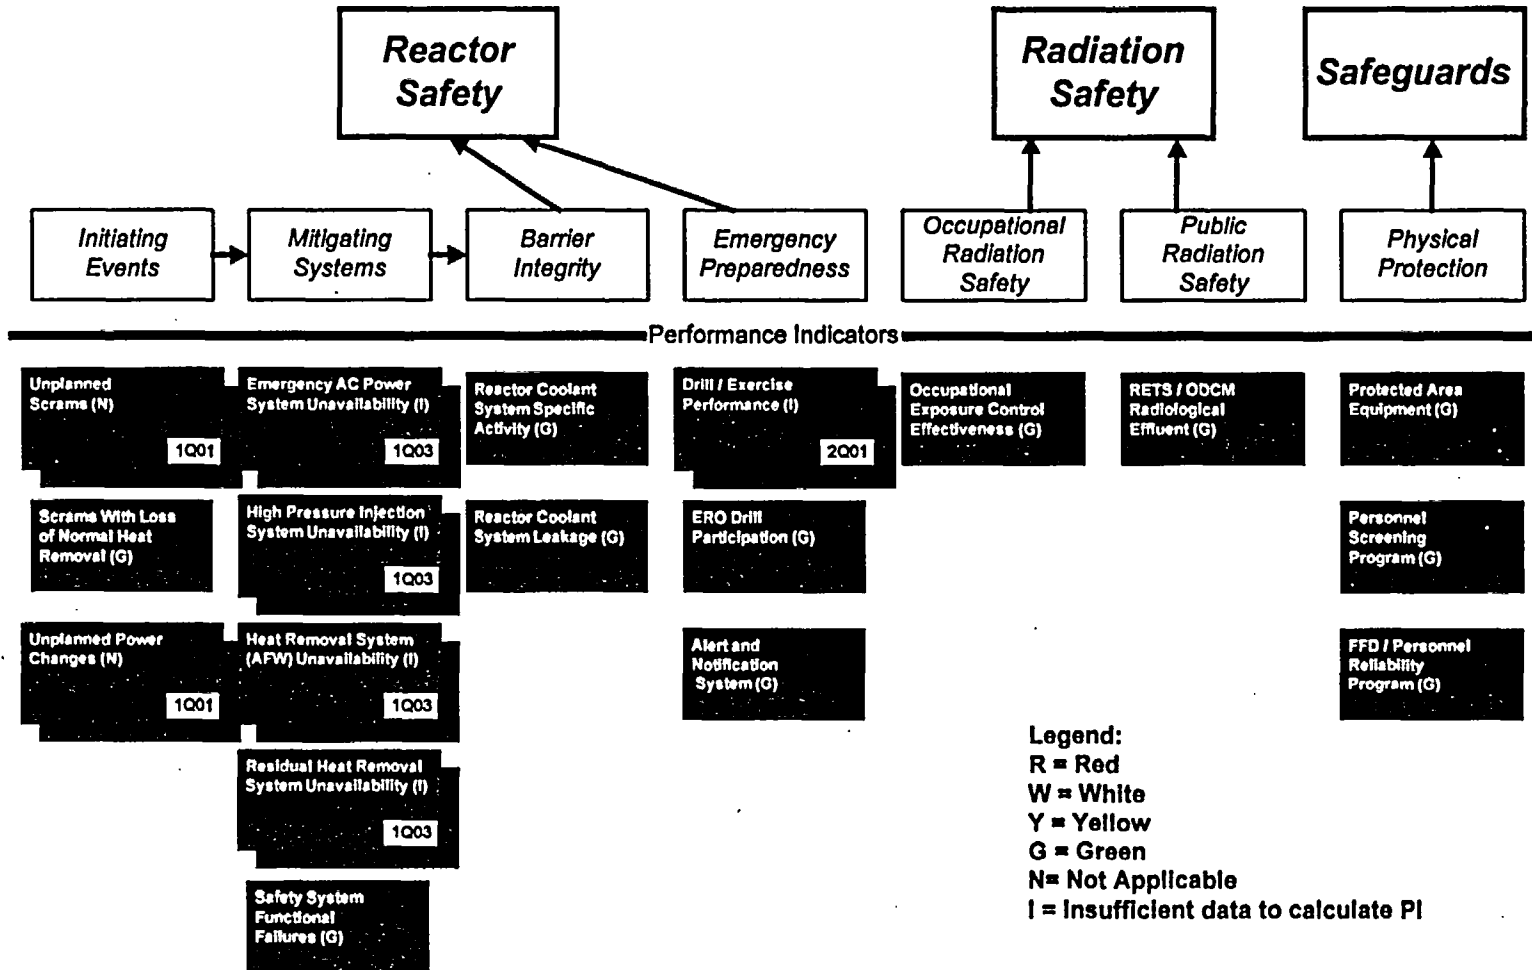 Reactor
Safety
Radiation
Safety
Safeguards
Initiating
Events
Mitigating
Systems
Barrier
Integrity
Emergency
Preparedness
Occupational
Radiation
Safety
Public
Radiation
Safety
Physical
Protection
Performance Indicators
Unplanned
Scrams (N)
1Q01
Emergency AC Power
System Unavailability (I)
1Q03
Reactor Coolant
System Specific
Activity (G)
Drill / Exercise
Performance (I)
2Q01
Occupational
Exposure Control
Effectiveness (G)
RETS / ODCM
Radiological
Effluent (G)
Protected Area
Equipment (G)
Scrams With Loss
of Normal Heat
Removal (G)
High Pressure Injection
System Unavailability (I)
1Q03
Reactor Coolant
System Leakage (G)
ERO Drill
Participation (G)
Personnel
Screening
Program (G)
Unplanned Power
Changes (N)
1Q01
Heat Removal System
(AFW) Unavailability (I)
1Q03
Alert and
Notification
System (G)
FFD / Personnel
Reliability
Program (G)
Residual Heat Removal
System Unavailability (I)
1Q03
Safety System
Functional
Failures (G)
Legend:
R = Red
W = White
Y = Yellow
G = Green
N= Not Applicable
I = Insufficient data to calculate PI